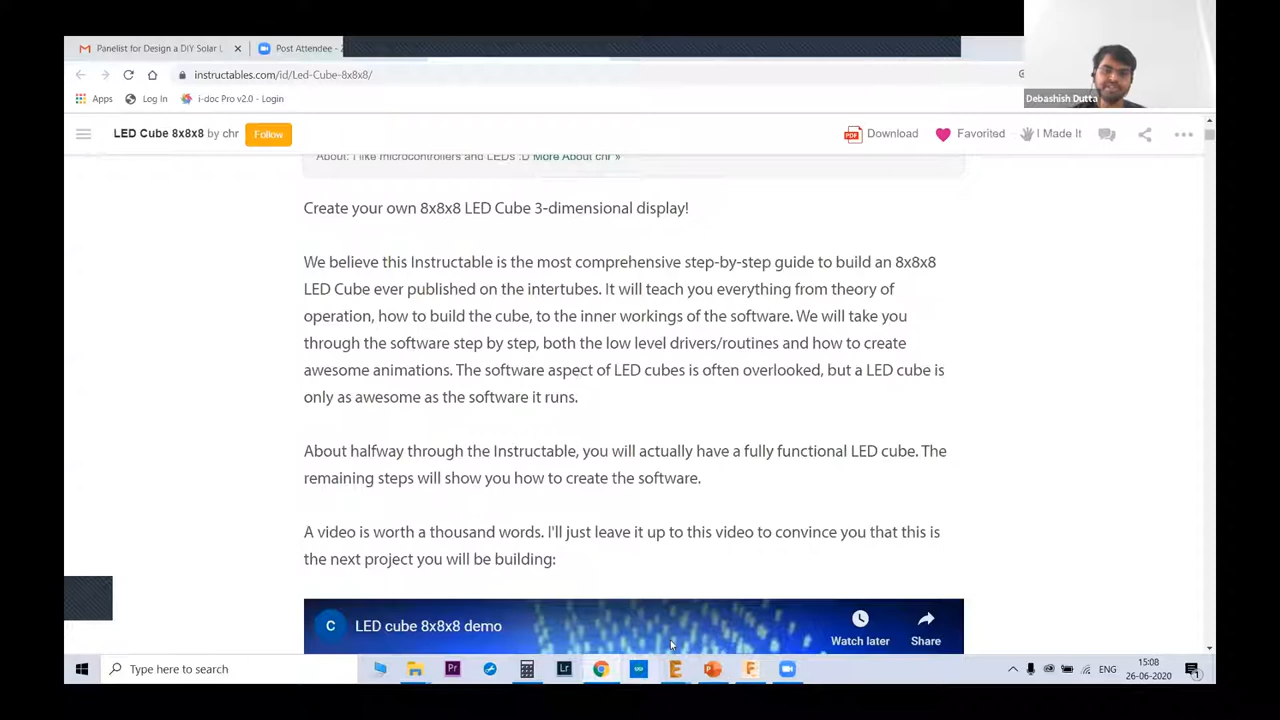 Panelist for Design a DIY Solar L
Post Attendee - Z
instructables.com/id/Led-Cube-8x8x8/
Apps
Log In
i-doc Pro v2.0 - Login
Debashish Dutta
LED Cube 8x8x8 by chr
Follow
Download
Favorited
I Made It
About: I like microcontrollers and LEDs :D More About chr »
Create your own 8x8x8 LED Cube 3-dimensional display!
We believe this Instructable is the most comprehensive step-by-step guide to build an 8x8x8
LED Cube ever published on the intertubes. It will teach you everything from theory of
operation, how to build the cube, to the inner workings of the software. We will take you
through the software step by step, both the low level drivers/routines and how to create
awesome animations. The software aspect of LED cubes is often overlooked, but a LED cube is
only as awesome as the software it runs.
About halfway through the Instructable, you will actually have a fully functional LED cube. The
remaining steps will show you how to create the software.
A video is worth a thousand words. I'll just leave it up to this video to convince you that this is
the next project you will be building:
C
LED cube 8x8x8 demo
Watch later
Share
Type here to search
Pr
Lr
ENG
15:08
26-06-2020